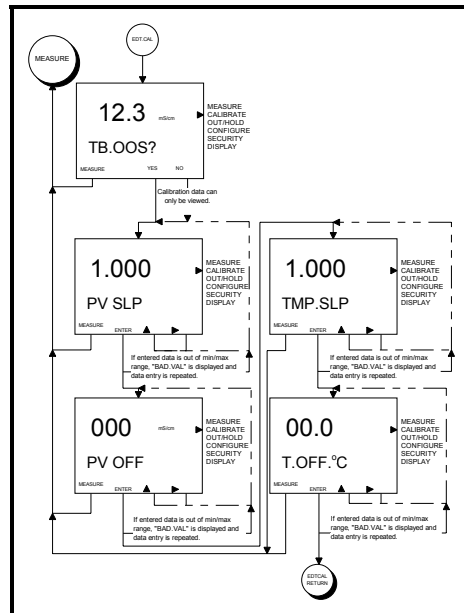 EDT.CAL
MEASURE
12.3 mS/cm
TB.OOS?
MEASURE YES NO
MEASURE
CALIBRATE
OUT/HOLD
CONFIGURE
SECURITY
DISPLAY
Calibration data can
only be viewed.
1.000
PV SLP
MEASURE ENTER
MEASURE
CALIBRATE
OUT/HOLD
CONFIGURE
SECURITY
DISPLAY
If entered data is out of min/max
range, "BAD.VAL" is displayed and
data entry is repeated.
000 mS/cm
PV OFF
MEASURE ENTER
MEASURE
CALIBRATE
OUT/HOLD
CONFIGURE
SECURITY
DISPLAY
If entered data is out of min/max
range, "BAD.VAL" is displayed and
data entry is repeated.
1.000
TMP.SLP
MEASURE ENTER
MEASURE
CALIBRATE
OUT/HOLD
CONFIGURE
SECURITY
DISPLAY
If entered data is out of min/max
range, "BAD.VAL" is displayed and
data entry is repeated.
00.0
T.OFF.°C
MEASURE ENTER
MEASURE
CALIBRATE
OUT/HOLD
CONFIGURE
SECURITY
DISPLAY
If entered data is out of min/max
range, "BAD.VAL" is displayed and
data entry is repeated.
EDTCAL
RETURN